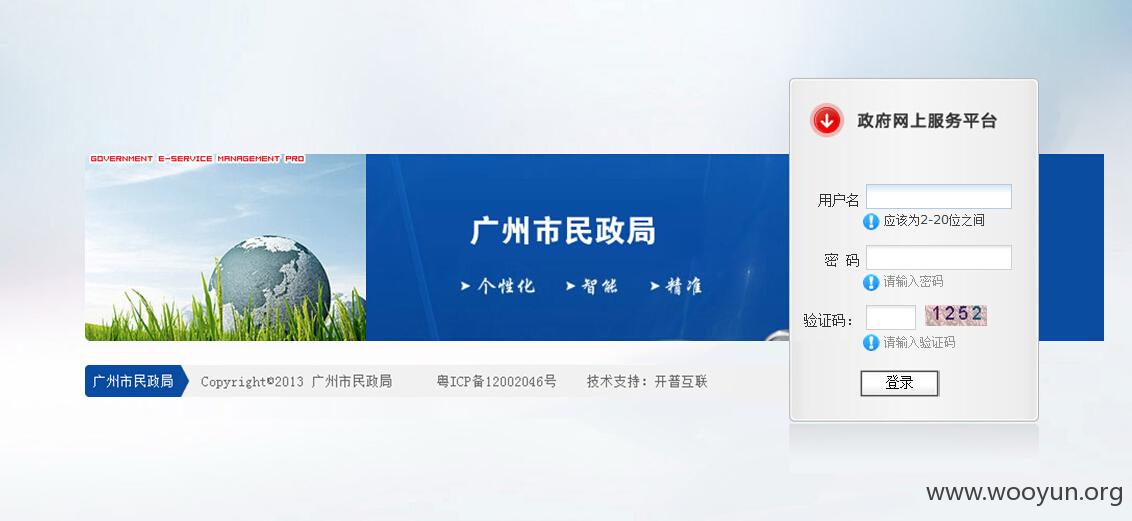 政府网上服务平台
GOVERNMENT E-SERVICE MANAGEMENT PRO
用户名
应该为2-20位之间
广州市民政局
密 码
请输入密码
个性化 智能 精准
验证码： 1252
请输入验证码
登录
广州市民政局 Copyright©2013 广州市民政局 粤ICP备12002046号 技术支持：开普互联
www.wooyun.org